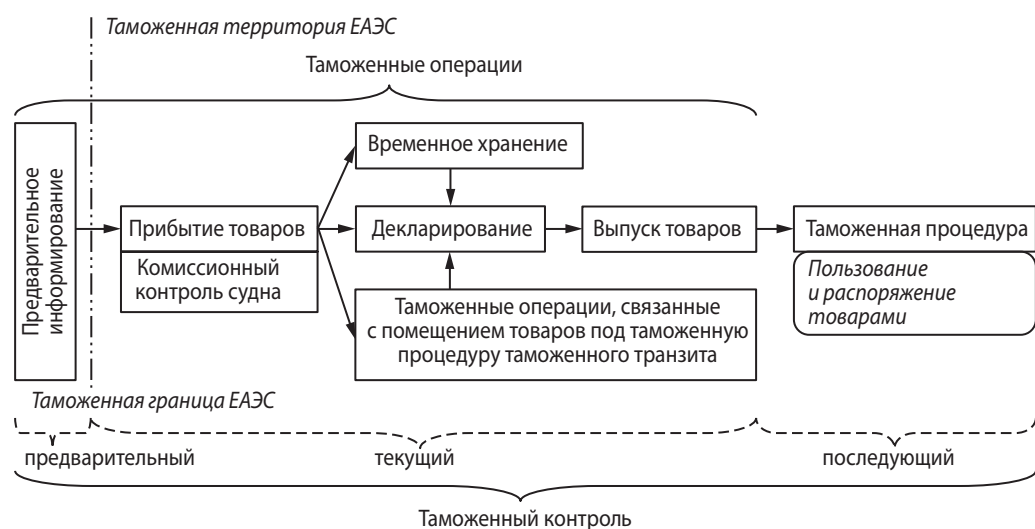 Таможенная территория ЕАЭС
Таможенные операции
Предварительное
информирование
Временное хранение
Прибытие товаров
Декларирование
Выпуск товаров
Таможенная процедура
Комиссионный
контроль судна
Пользование
и распоряжение
товарами
Таможенные операции, связанные
с помещением товаров под таможенную
процедуру таможенного транзита
Таможенная граница ЕАЭС
предварительный
текущий
последующий
Таможенный контроль